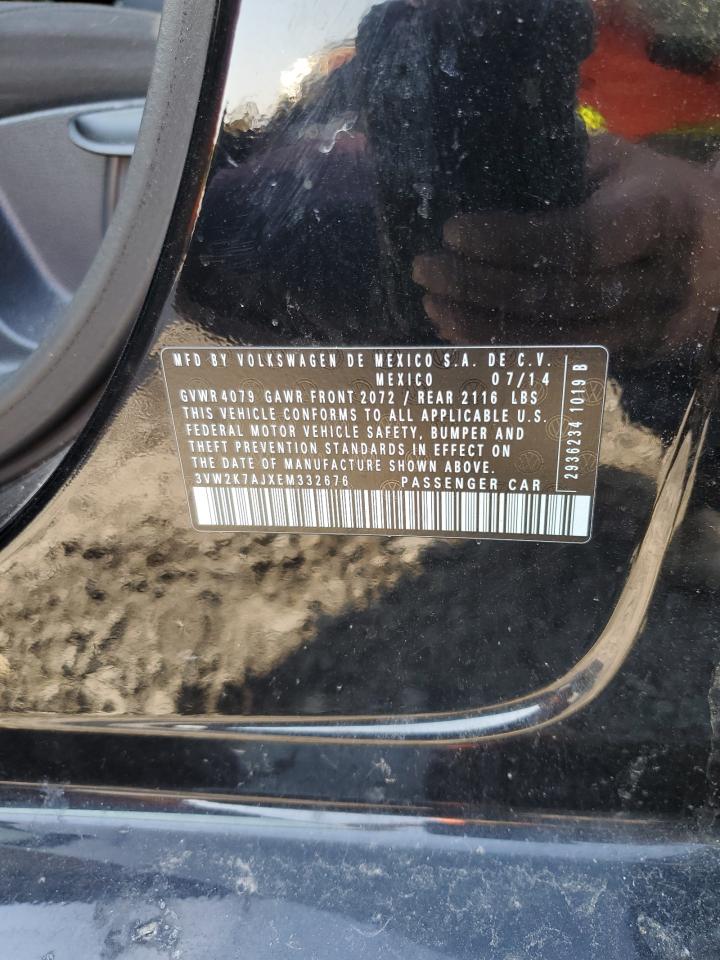 MFD BY VOLKSWAGEN DE MEXICO S.A. DE C.V.
MEXICO 07/14
GVWR 4079 GAWR FRONT 2072 / REAR 2116 LBS
THIS VEHICLE CONFORMS TO ALL APPLICABLE U.S.
FEDERAL MOTOR VEHICLE SAFETY, BUMPER AND
THEFT PREVENTION STANDARDS IN EFFECT ON
THE DATE OF MANUFACTURE SHOWN ABOVE.
3VW2K7AJXEM332676 PASSENGER CAR
2936234 1019 B